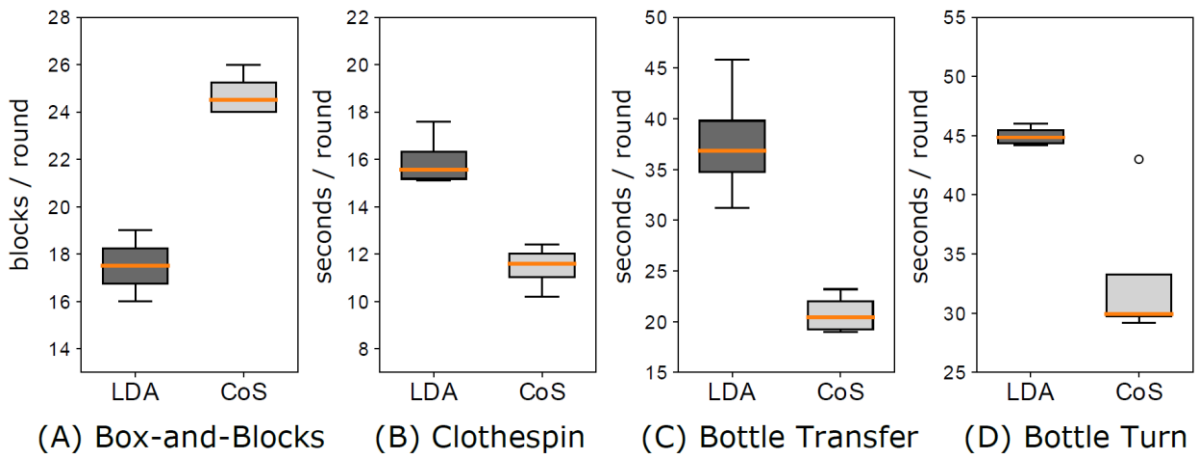 blocks / round
28
26
24
22
20
18
16
14
LDA CoS
(A) Box-and-Blocks
seconds / round
22
20
18
16
14
12
10
8
LDA CoS
(B) Clothespin
seconds / round
50
45
40
35
30
25
20
15
LDA CoS
(C) Bottle Transfer
seconds / round
55
50
45
40
35
30
25
LDA CoS
(D) Bottle Turn